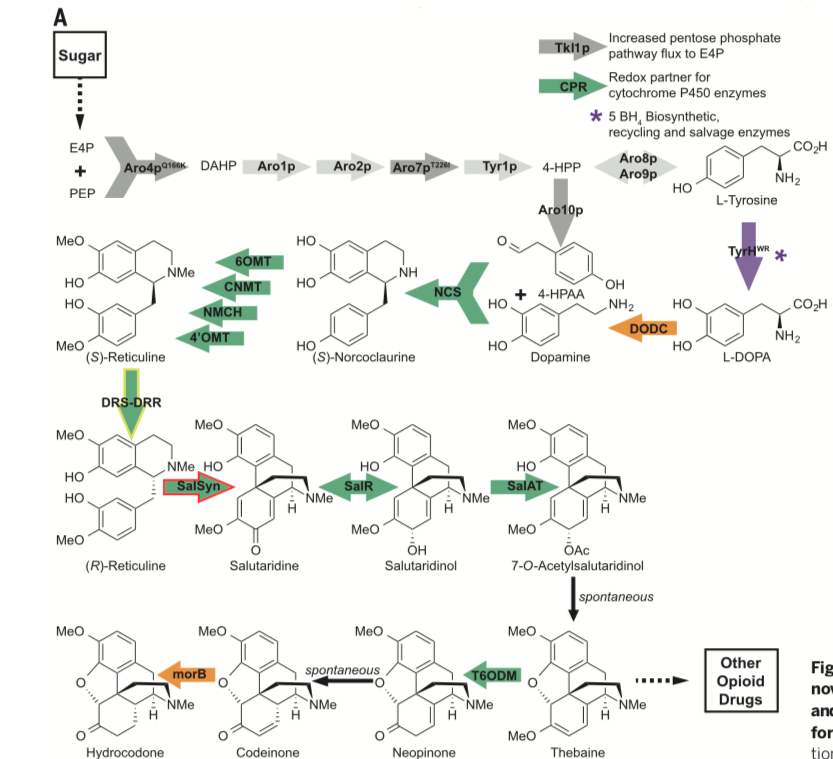 A
Sugar
Tkl1p
Increased pentose phosphate
pathway flux to E4P
CPR
Redox partner for
cytochrome P450 enzymes
* 5 BH4 Biosynthetic,
recycling and salvage enzymes
E4P
+
PEP
Aro4pQ166K
DAHP
Aro1p
Aro2p
Aro7pT226I
Tyr1p
4-HPP
Aro8p
Aro9p
CO2H
NH2
HO
L-Tyrosine
Aro10p
TyrHWR *
O
OH
4-HPAA
+
MeO
HO
NMe
HO
MeO
(S)-Reticuline
6OMT
CNMT
NMCH
4'OMT
HO
HO
NH
HO
(S)-Norcoclaurine
NCS
NH2
HO
HO
Dopamine
DODC
CO2H
NH2
HO
HO
L-DOPA
DRS-DRR
MeO
HO
NMe
HO
MeO
(R)-Reticuline
SalSyn
MeO
HO
NMe
H
MeO
O
Salutaridine
SalR
MeO
HO
NMe
H
MeO
OH
Salutaridinol
SalAT
MeO
HO
NMe
H
MeO
OAc
7-O-Acetylsalutaridinol
spontaneous
MeO
O
NMe
H
O
Hydrocodone
morB
MeO
O
NMe
H
O
Codeinone
spontaneous
MeO
O
NMe
H
O
Neopinone
T6ODM
MeO
O
NMe
H
MeO
Thebaine
Other
Opioid
Drugs
Fig
nov
and
for
tion